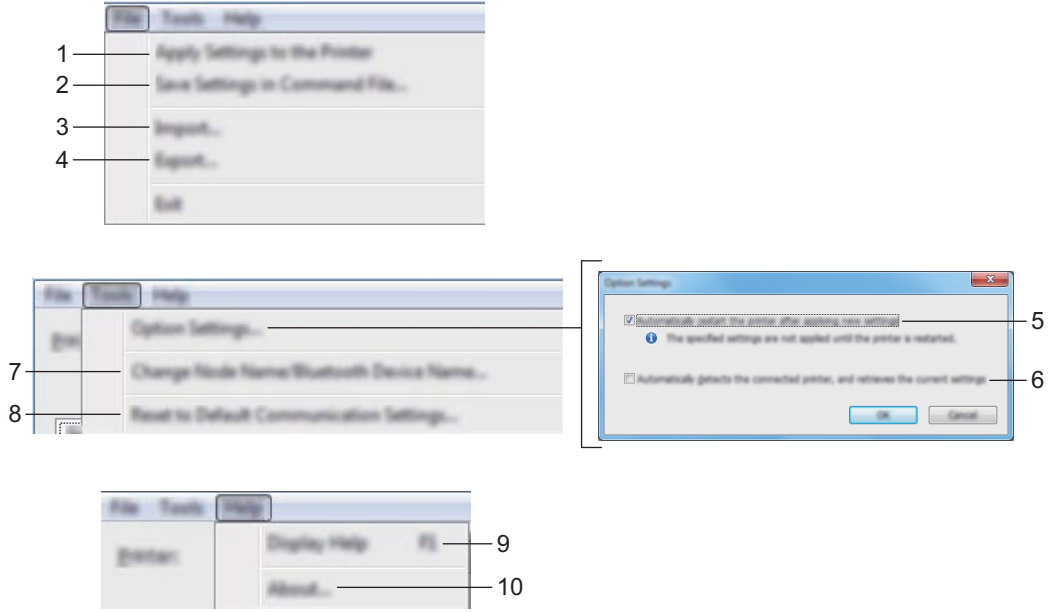 File Tools Help
1 Apply Settings to the Printer
2 Save Settings in Command File...
3 Import...
4 Export...
Exit
File Tools Help
Option Settings...
7 Change Node Name/Bluetooth Device Name...
8 Reset to Default Communication Settings...
Option Settings
Automatically restart the printer after applying new settings 5
The specified settings are not applied until the printer is restarted.
Automatically detects the connected printer, and retrieves the current settings 6
OK Cancel
File Tools Help
Printer:
Display Help F1 9
About... 10